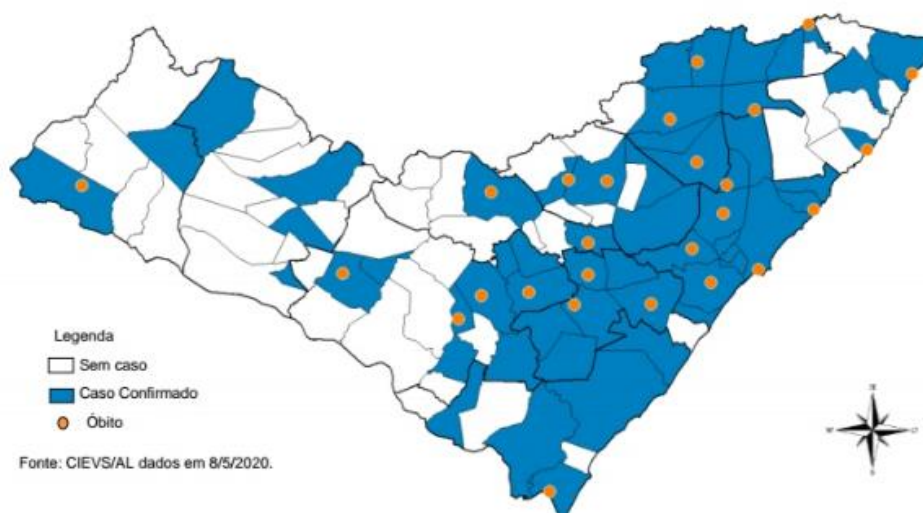 Legenda
Sem caso
Caso Confirmado
Óbito
Fonte: CIEVS/AL dados em 8/5/2020.